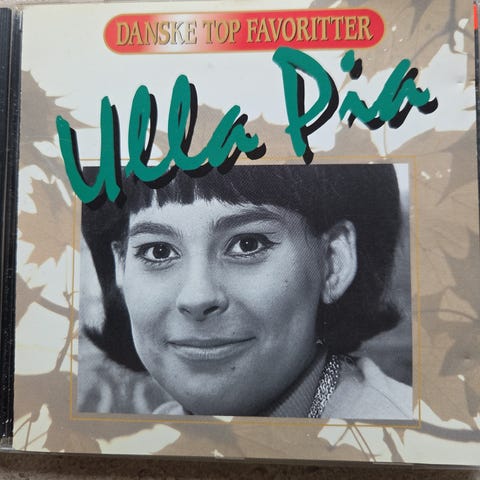 DANSKE TOP FAVORITTER
Ulla Pia